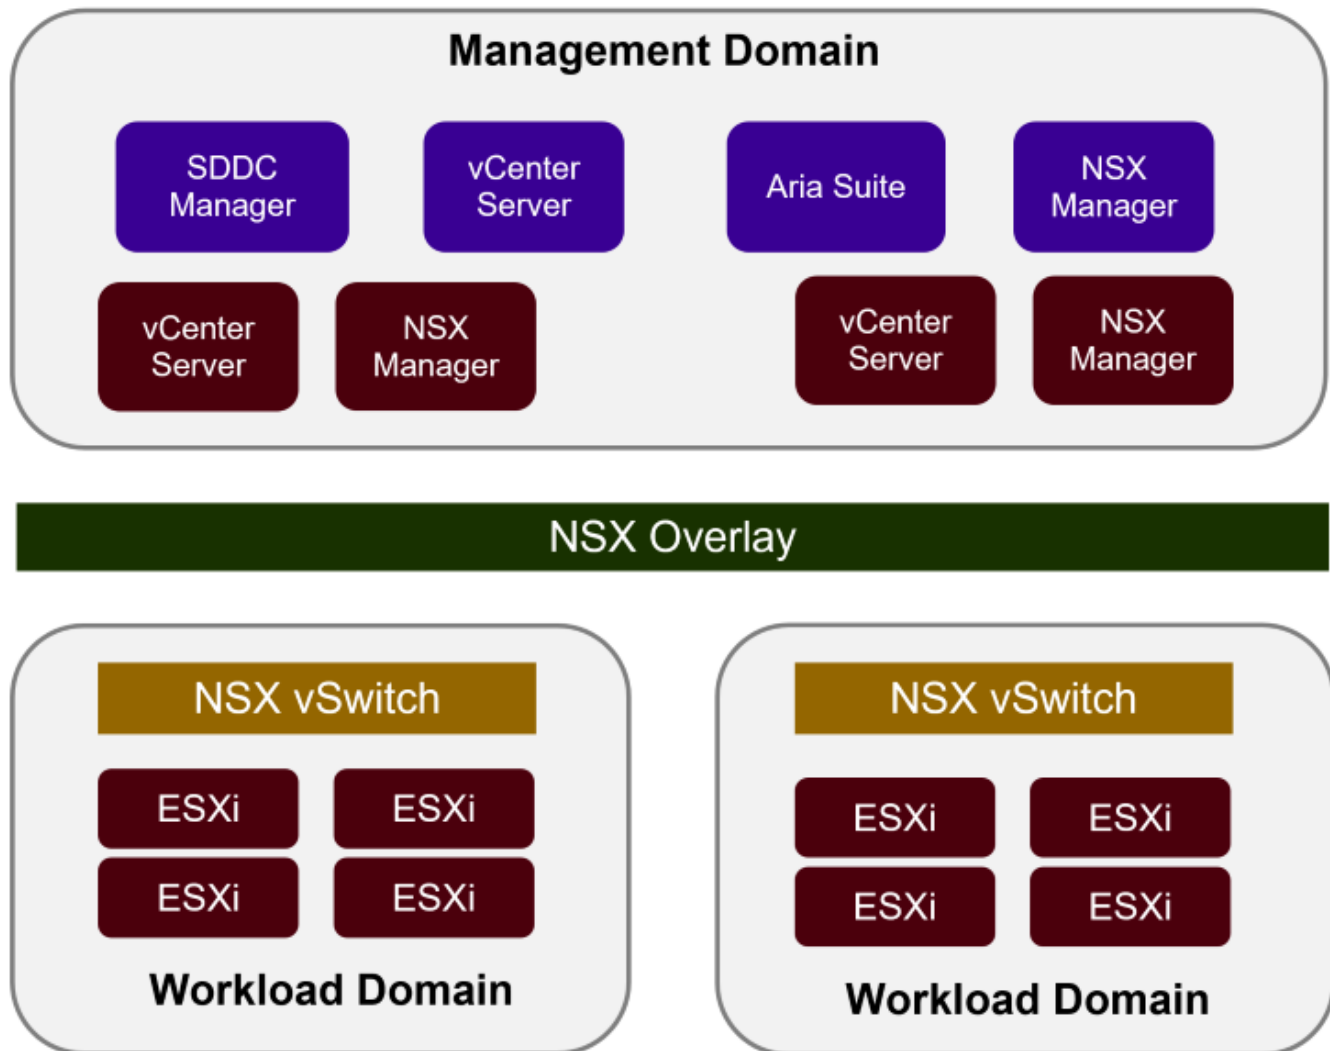 Management Domain
SDDC
Manager
vCenter
Server
Aria Suite
NSX
Manager
vCenter
Server
NSX
Manager
vCenter
Server
NSX
Manager
NSX Overlay
NSX vSwitch
ESXi
ESXi
ESXi
ESXi
Workload Domain
NSX vSwitch
ESXi
ESXi
ESXi
ESXi
Workload Domain